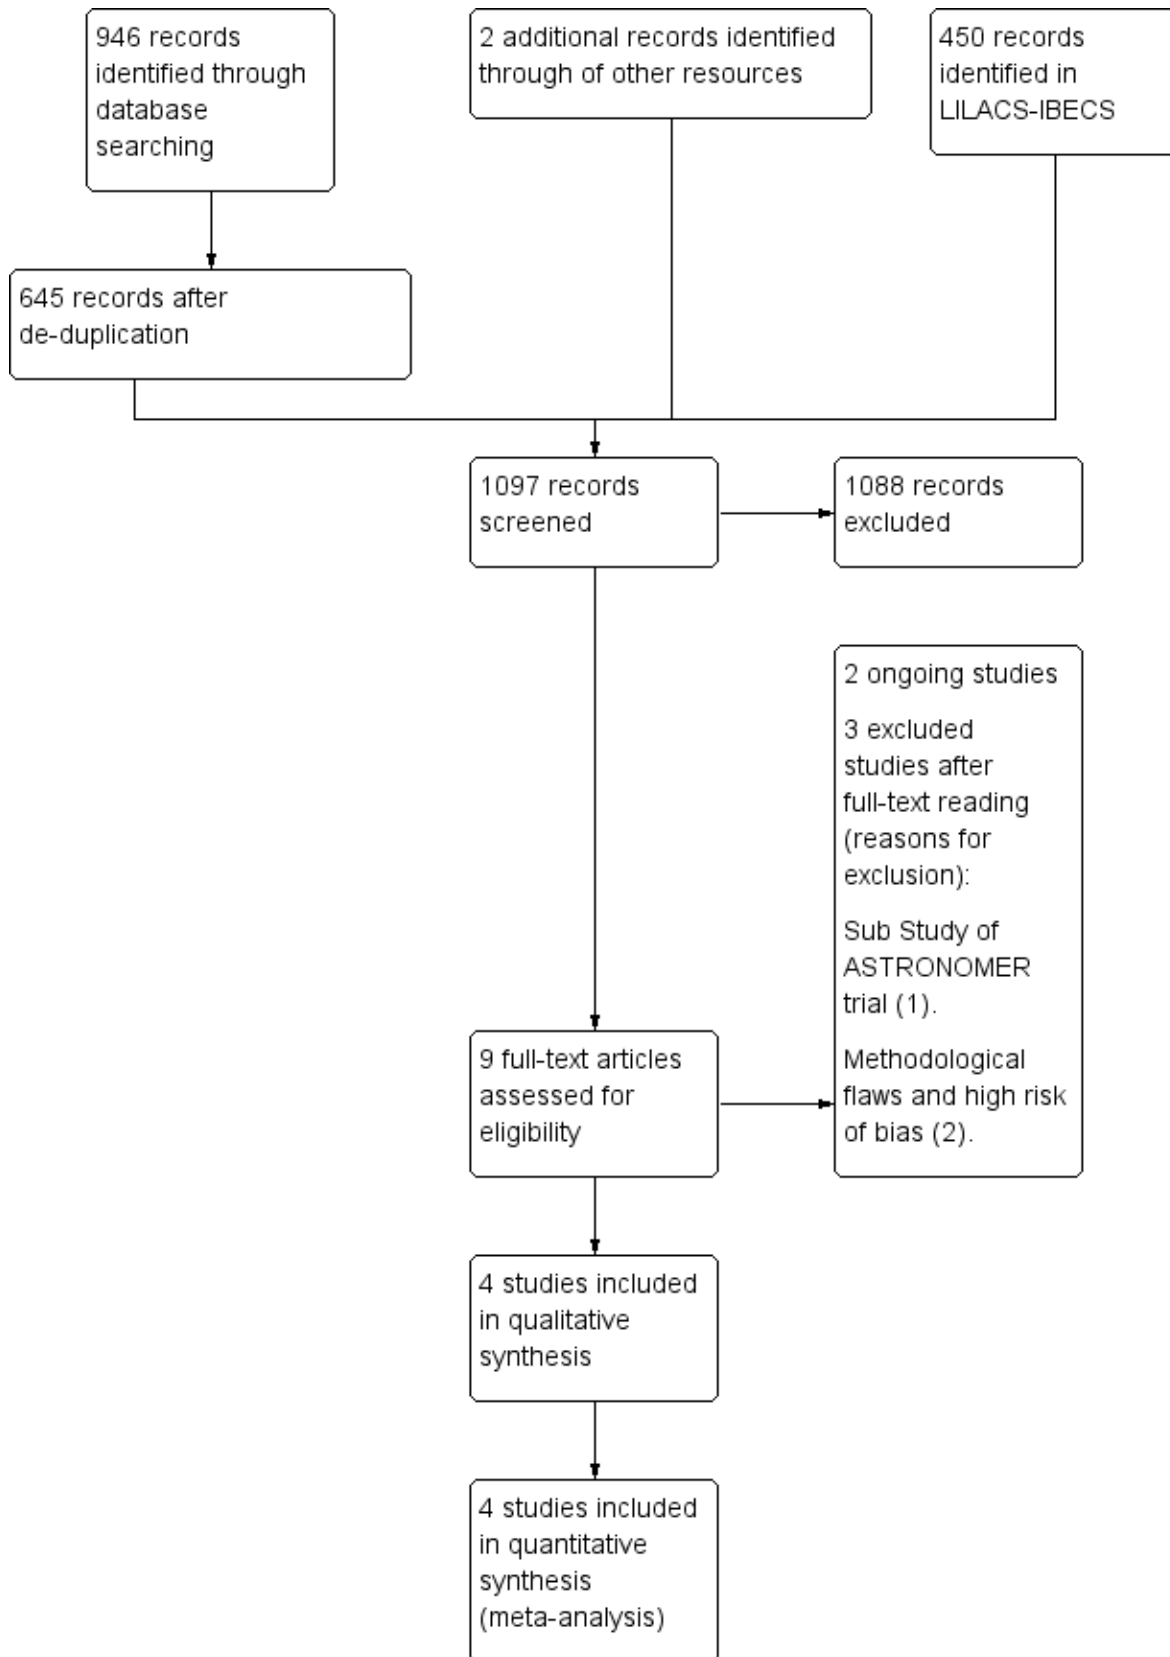 946 records
identified through
database
searching
2 additional records identified
through of other resources
450 records
identified in
LILACS-IBECS
645 records after
de-duplication
1097 records
screened
1088 records
excluded
2 ongoing studies
3 excluded
studies after
full-text reading
(reasons for
exclusion):
Sub Study of
ASTRONOMER
trial (1).
Methodological
flaws and high risk
of bias (2).
9 full-text articles
assessed for
eligibility
4 studies included
in qualitative
synthesis
4 studies included
in quantitative
synthesis
(meta-analysis)